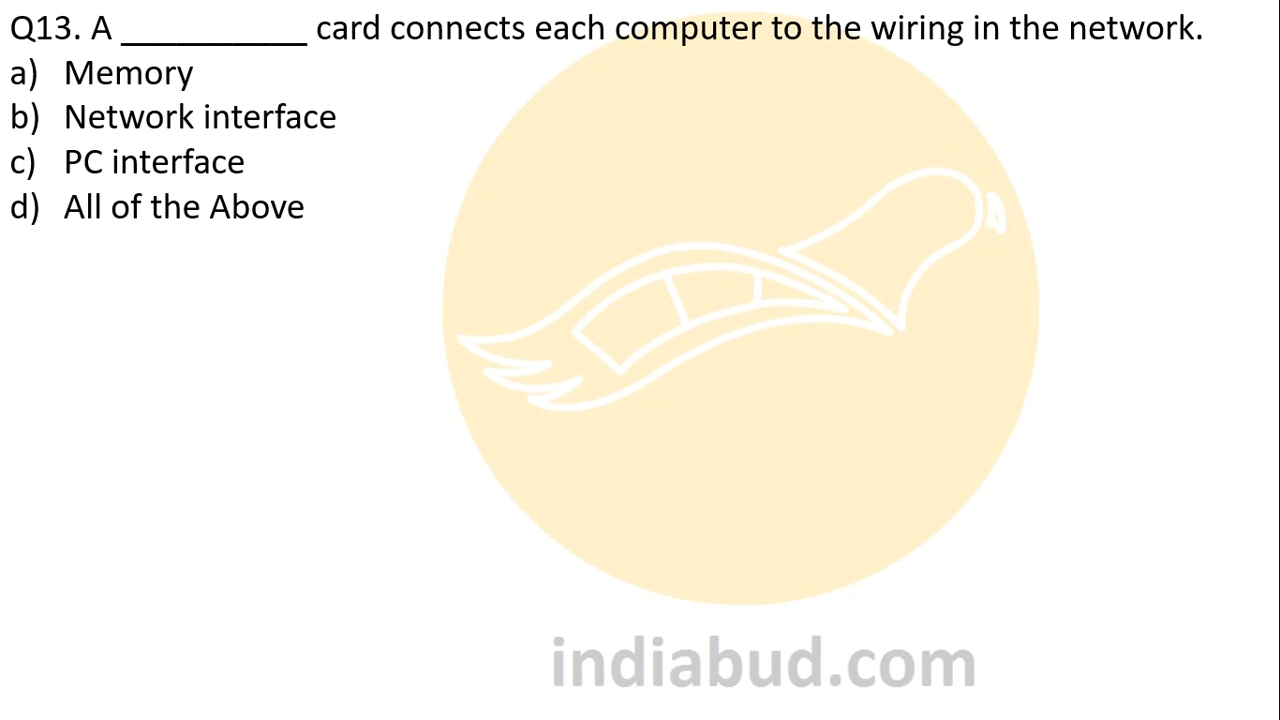 Q13. A __________ card connects each computer to the wiring in the network.
a) Memory
b) Network interface
c) PC interface
d) All of the Above
indiabud.com